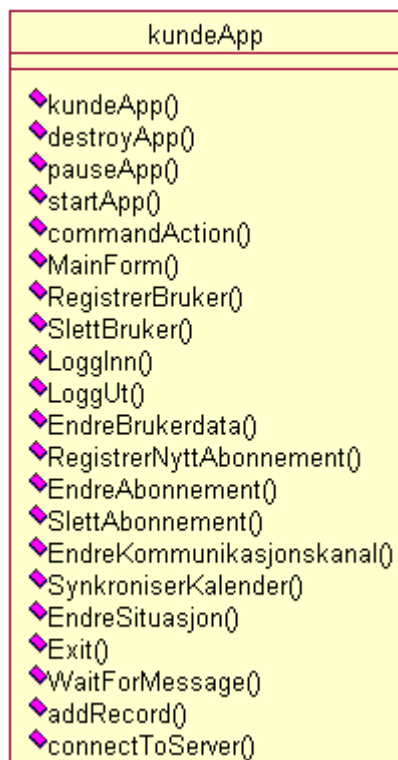 kundeApp
kundeApp()
destroyApp()
pauseApp()
startApp()
commandAction()
MainForm()
RegistrerBruker()
SlettBruker()
LoggInn()
LoggUt()
EndreBrukerdata()
RegistrerNyttAbonnement()
EndreAbonnement()
SlettAbonnement()
EndreKommunikasjonskanal()
SynkroniserKalender()
EndreSituasjon()
Exit()
WaitForMessage()
addRecord()
connectToServer()